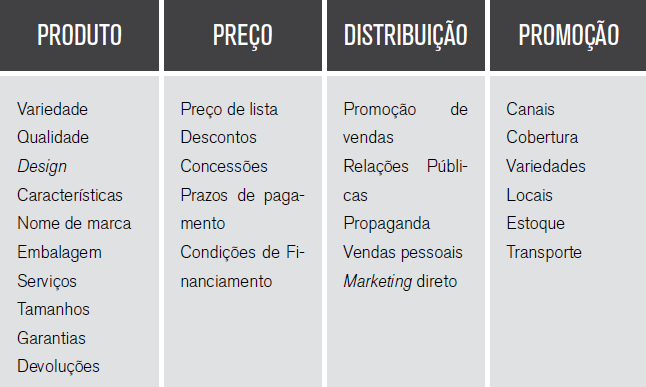 PRODUTO
Variedade
Qualidade
Design
Características
Nome de marca
Embalagem
Serviços
Tamanhos
Garantias
Devoluções
PREÇO
Preço de lista
Descontos
Concessões
Prazos de paga-
mento
Condições de Fi-
nanciamento
DISTRIBUIÇÃO
Promoção de
vendas
Relações Públi-
cas
Propaganda
Vendas pessoais
Marketing direto
PROMOÇÃO
Canais
Cobertura
Variedades
Locais
Estoque
Transporte